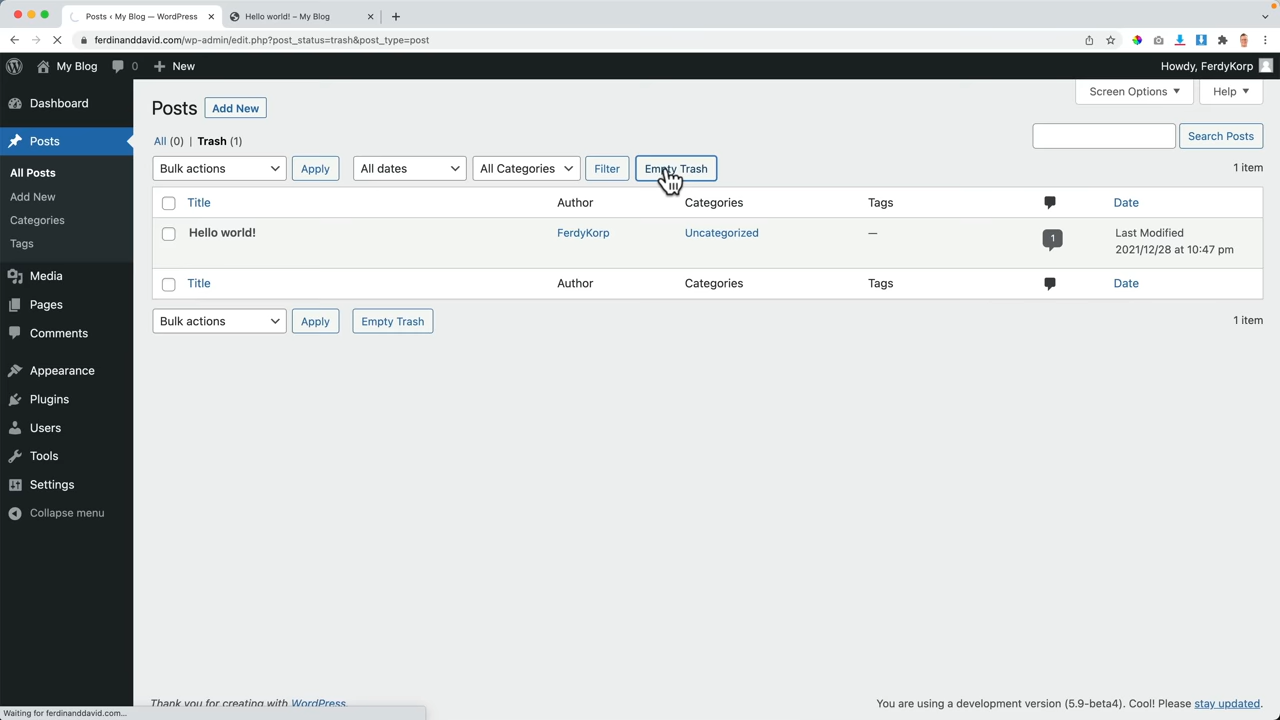 Posts ‹ My Blog — WordPress
Hello world! – My Blog
ferdinanddavid.com/wp-admin/edit.php?post_status=trash&post_type=post
My Blog 0 New
Howdy, FerdyKorp
Dashboard
Posts
All Posts
Add New
Categories
Tags
Media
Pages
Comments
Appearance
Plugins
Users
Tools
Settings
Collapse menu
Screen Options ▼ Help ▼
Posts Add New
All (0) | Trash (1)
Search Posts
Bulk actions Apply All dates All Categories Filter Empty Trash
1 item
Title Author Categories Tags Date
Hello world! FerdyKorp Uncategorized — 1 Last Modified
2021/12/28 at 10:47 pm
Title Author Categories Tags Date
Bulk actions Apply Empty Trash
1 item
Thank you for creating with WordPress.
You are using a development version (5.9-beta4). Cool! Please stay updated.
Waiting for ferdinanddavid.com...